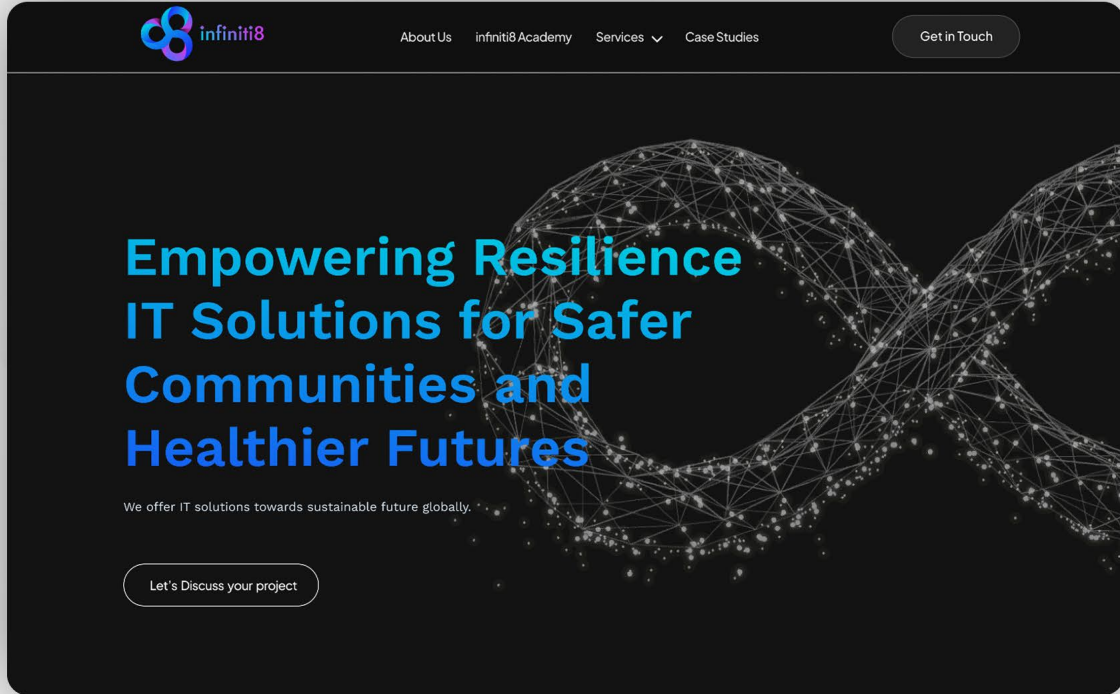 infiniti8
About Us
infiniti8 Academy
Services
Case Studies
Get in Touch
Empowering Resilience
IT Solutions for Safer
Communities and
Healthier Futures
We offer IT solutions towards sustainable future globally.
Let's Discuss your project